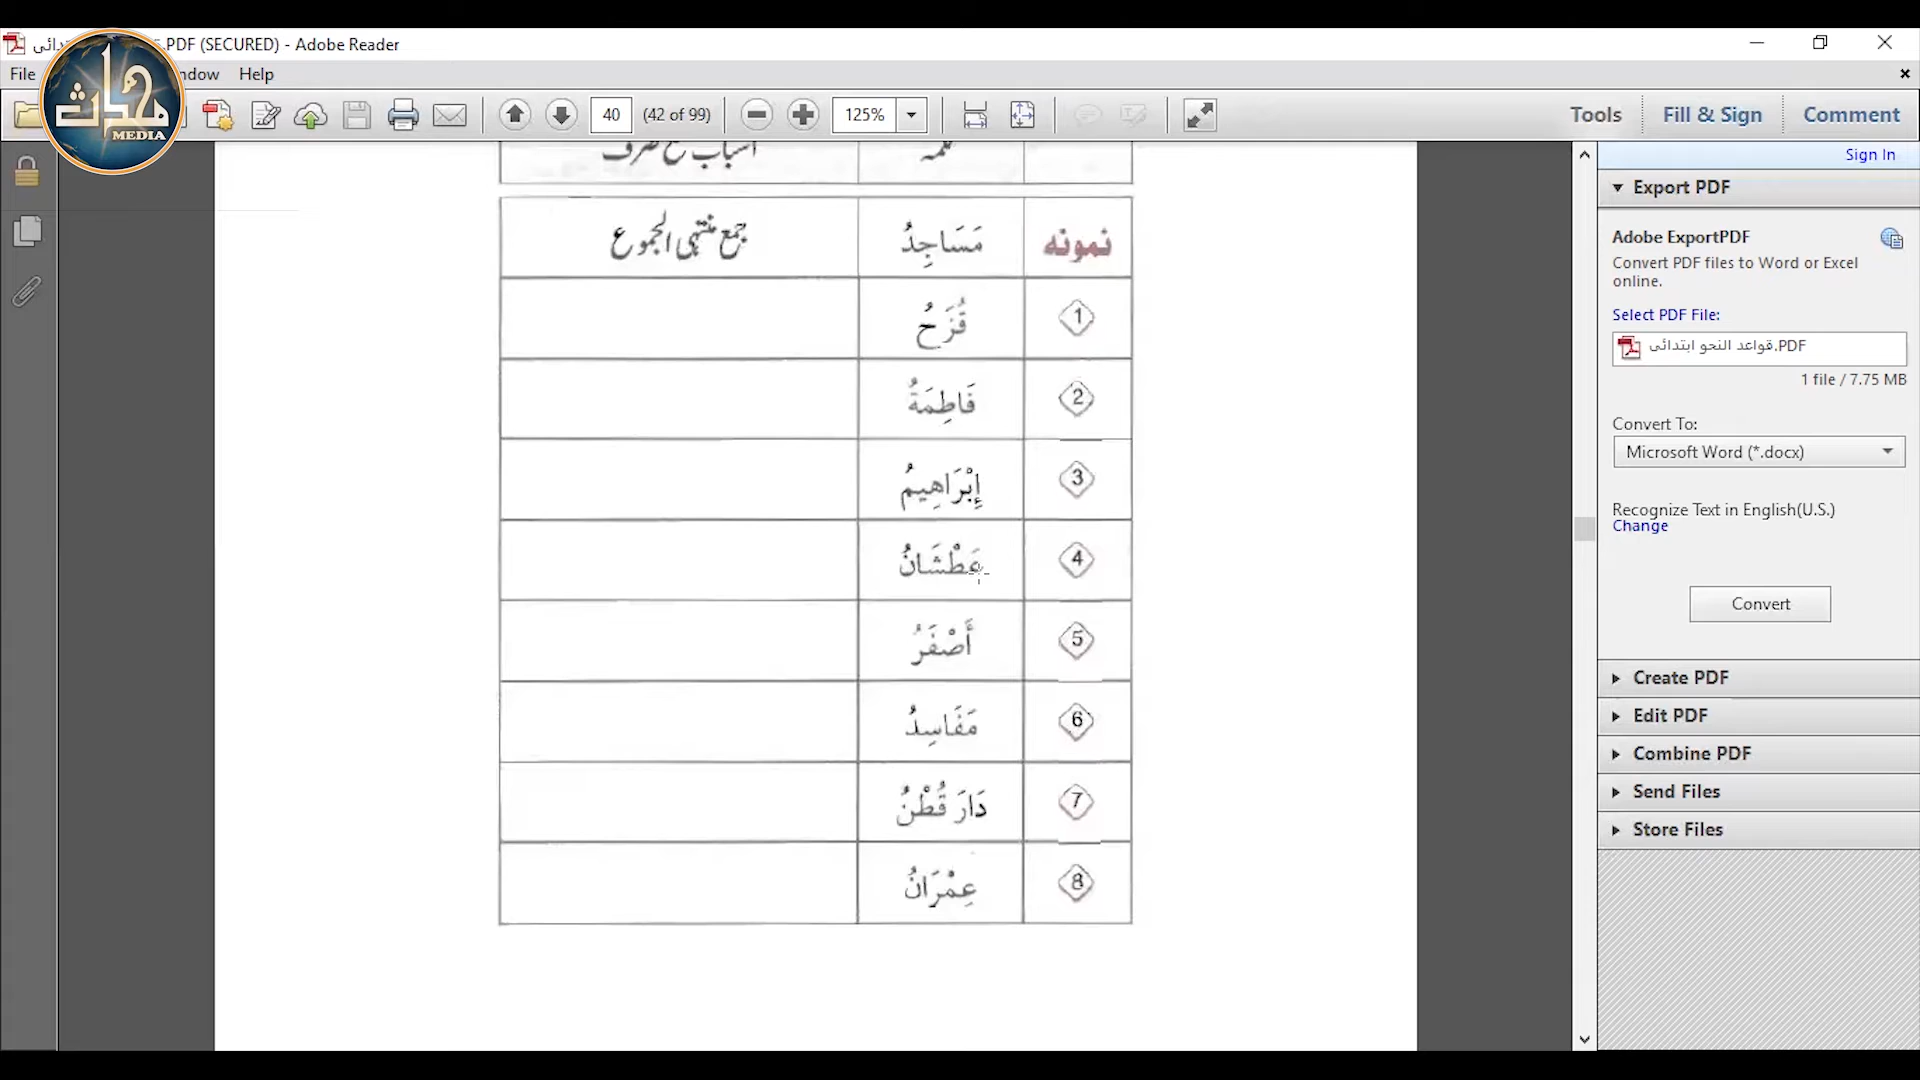 .PDF (SECURED) - Adobe Reader
File
Help
MEDIA
40
(42 of 99)
125%
Tools
Fill & Sign
Comment
Sign In
Export PDF
Adobe ExportPDF
Convert PDF files to Word or Excel
online.
Select PDF File:
قواعد النحو ابتدائی.PDF
1 file / 7.75 MB
Convert To:
Microsoft Word (*.docx)
Recognize Text in English(U.S.)
Change
Convert
Create PDF
Edit PDF
Combine PDF
Send Files
Store Files
نمونه مَسَاجِدُ جمع منتہی الجموع
1 قُزَحُ
2 فَاطِمَةُ
3 إِبْرَاهِيمُ
4 عَطْشَانُ
5 أَصْفَرُ
6 مَفَاسِدُ
7 دَارَ قُطْنُ
8 عِمْرَانُ